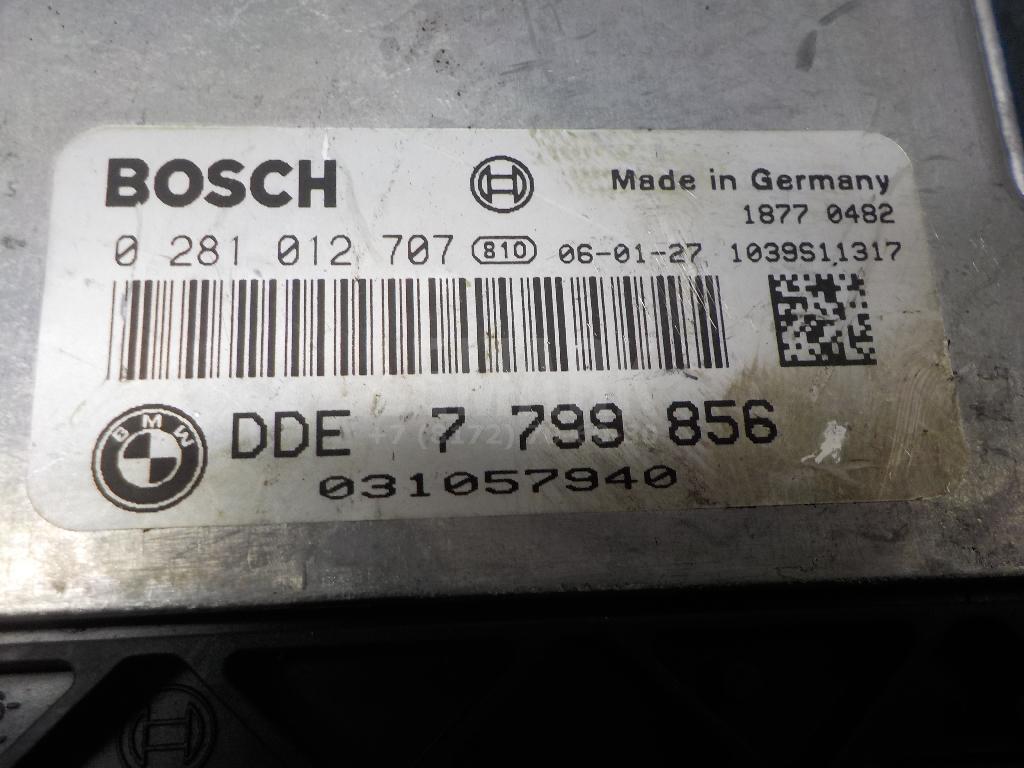 BOSCH
Made in Germany
1877 0482
0 281 012 707 810 06-01-27 1039S11317
BMW
DDE 7 799 856
031057940